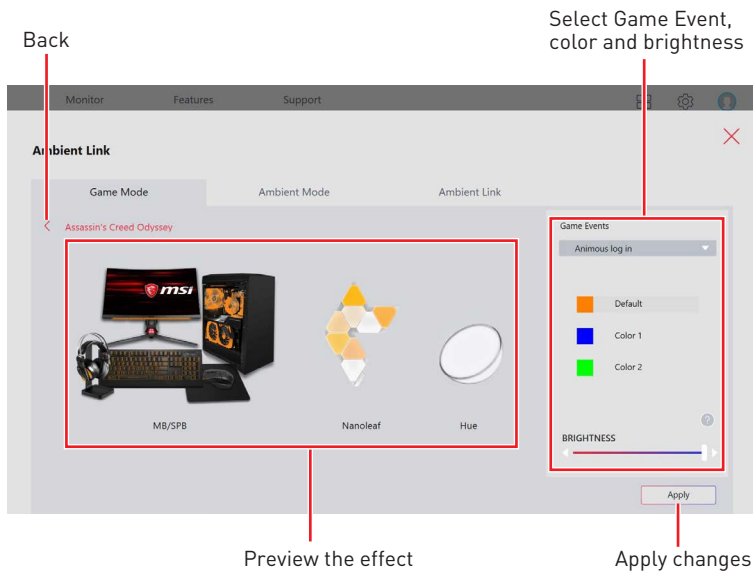 Select Game Event,
color and brightness
Back
Monitor Features Support
Ambient Link
Game Mode Ambient Mode Ambient Link
Assassin's Creed Odyssey
Game Events
Animous log in
msi
Default
Color 1
Color 2
?
MB/SPB Nanoleaf Hue
BRIGHTNESS
Apply
Preview the effect Apply changes